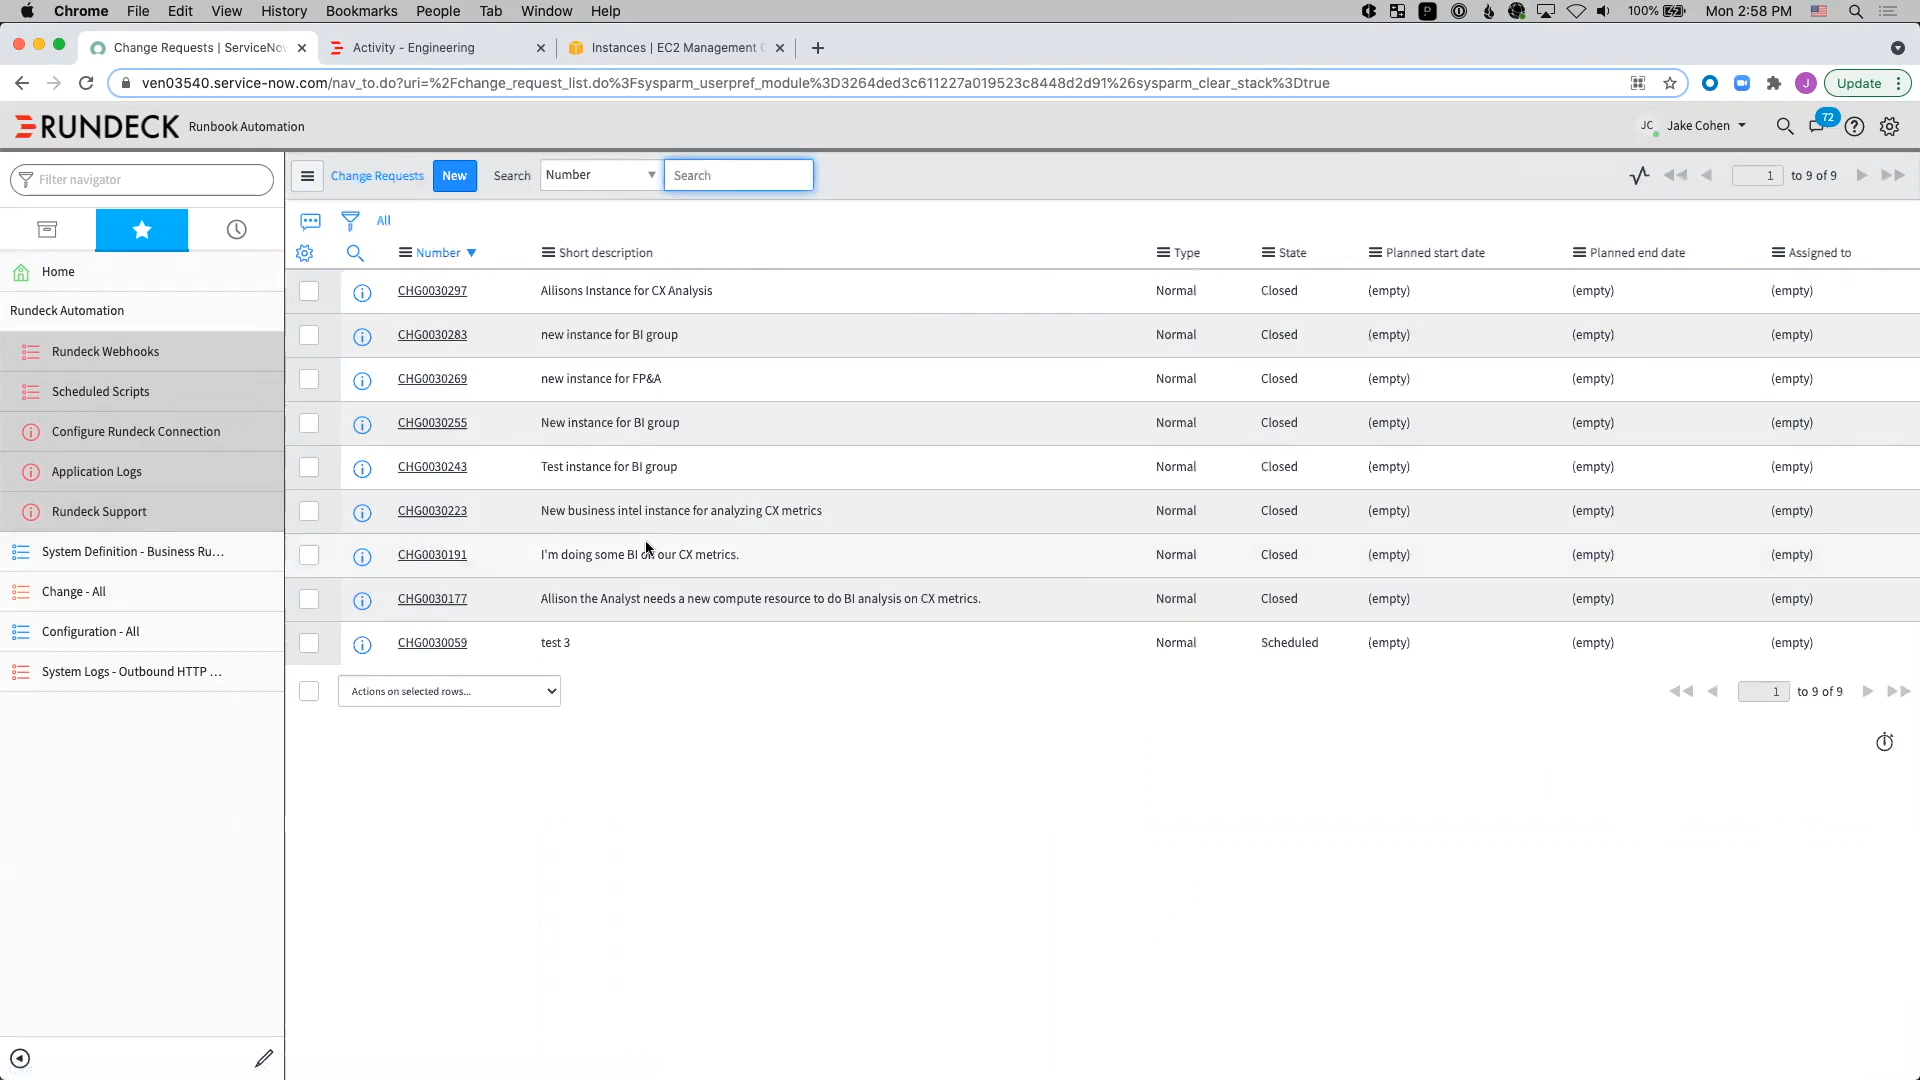 Chrome File Edit View History Bookmarks People Tab Window Help 100% Mon 2:58 PM
Change Requests | ServiceNo Activity - Engineering Instances | EC2 Management C
ven03540.service-now.com/nav_to.do?uri=%2Fchange_request_list.do%3Fsysparm_userpref_module%3D3264ded3c611227a019523c8448d2d91%26sysparm_clear_stack%3Dtrue J Update
RUNDECK Runbook Automation JC Jake Cohen 72
Filter navigator
Change Requests New Search Number Search 1 to 9 of 9
All
Number Short description Type State Planned start date Planned end date Assigned to
Home
Rundeck Automation
Rundeck Webhooks
Scheduled Scripts
Configure Rundeck Connection
Application Logs
Rundeck Support
System Definition - Business Ru...
Change - All
Configuration - All
System Logs - Outbound HTTP ...
CHG0030297 Allisons Instance for CX Analysis Normal Closed (empty) (empty) (empty)
CHG0030283 new instance for BI group Normal Closed (empty) (empty) (empty)
CHG0030269 new instance for FP&A Normal Closed (empty) (empty) (empty)
CHG0030255 New instance for BI group Normal Closed (empty) (empty) (empty)
CHG0030243 Test instance for BI group Normal Closed (empty) (empty) (empty)
CHG0030223 New business intel instance for analyzing CX metrics Normal Closed (empty) (empty) (empty)
CHG0030191 I'm doing some BI on our CX metrics. Normal Closed (empty) (empty) (empty)
CHG0030177 Allison the Analyst needs a new compute resource to do BI analysis on CX metrics. Normal Closed (empty) (empty) (empty)
CHG0030059 test 3 Normal Scheduled (empty) (empty) (empty)
Actions on selected rows... 1 to 9 of 9